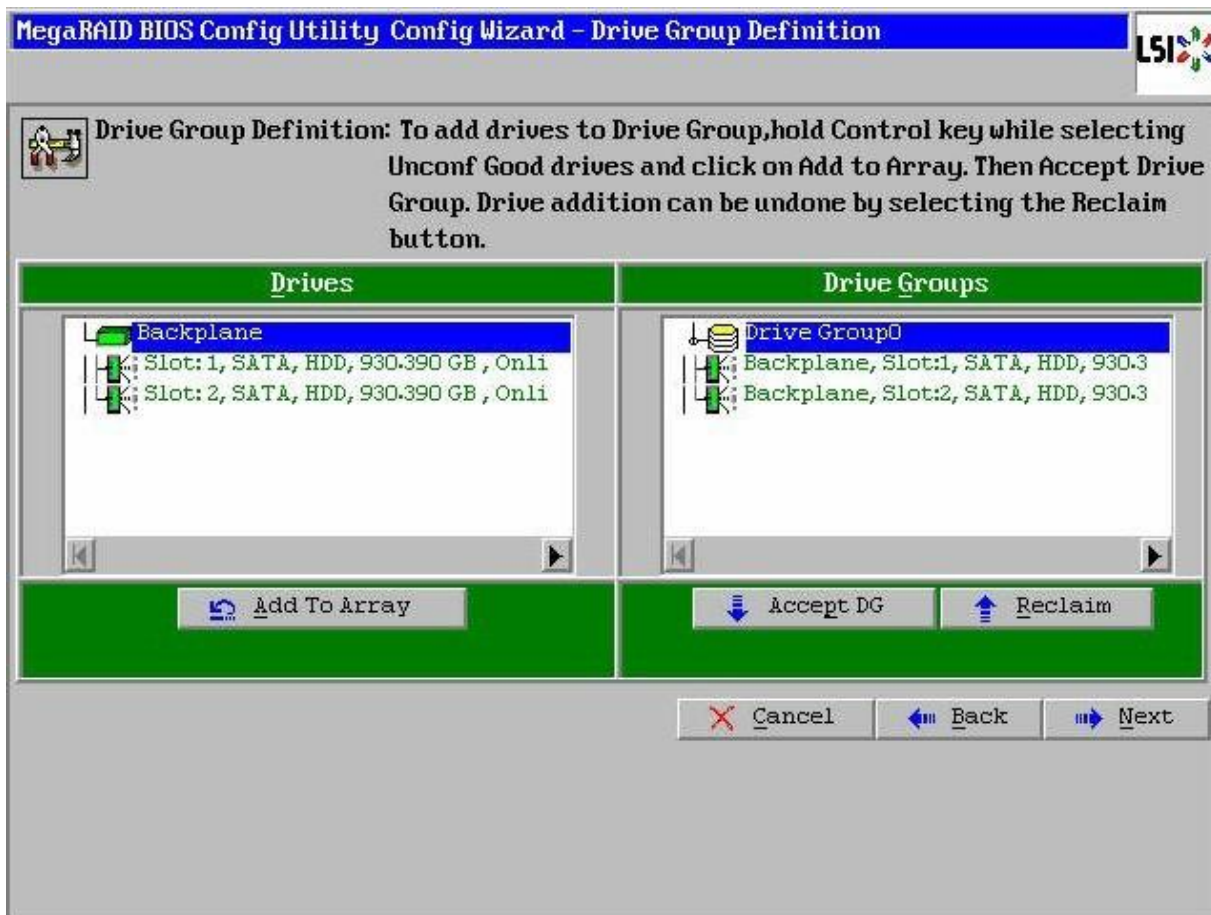 MegaRAID BIOS Config Utility Config Wizard - Drive Group Definition
LSI
Drive Group Definition: To add drives to Drive Group,hold Control key while selecting
Unconf Good drives and click on Add to Array. Then Accept Drive
Group. Drive addition can be undone by selecting the Reclaim
button.
Drives
Backplane
Slot: 1, SATA, HDD, 930.390 GB , Onli
Slot: 2, SATA, HDD, 930.390 GB , Onli
Add To Array
Drive Groups
Drive Group0
Backplane, Slot:1, SATA, HDD, 930.3
Backplane, Slot:2, SATA, HDD, 930.3
Accept DG
Reclaim
Cancel
Back
Next